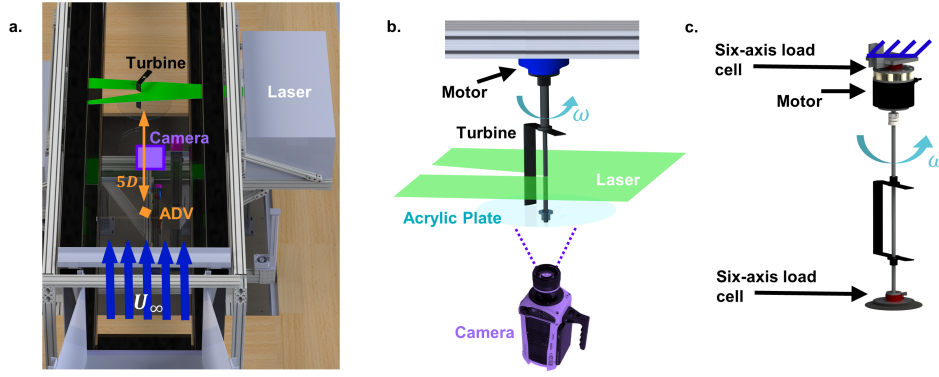 a.
Turbine
Laser
Camera
5D
ADV
U∞
b.
Motor
ω
Turbine
Laser
Acrylic Plate
Camera
c.
Six-axis load
cell
Motor
ω
Six-axis load
cell